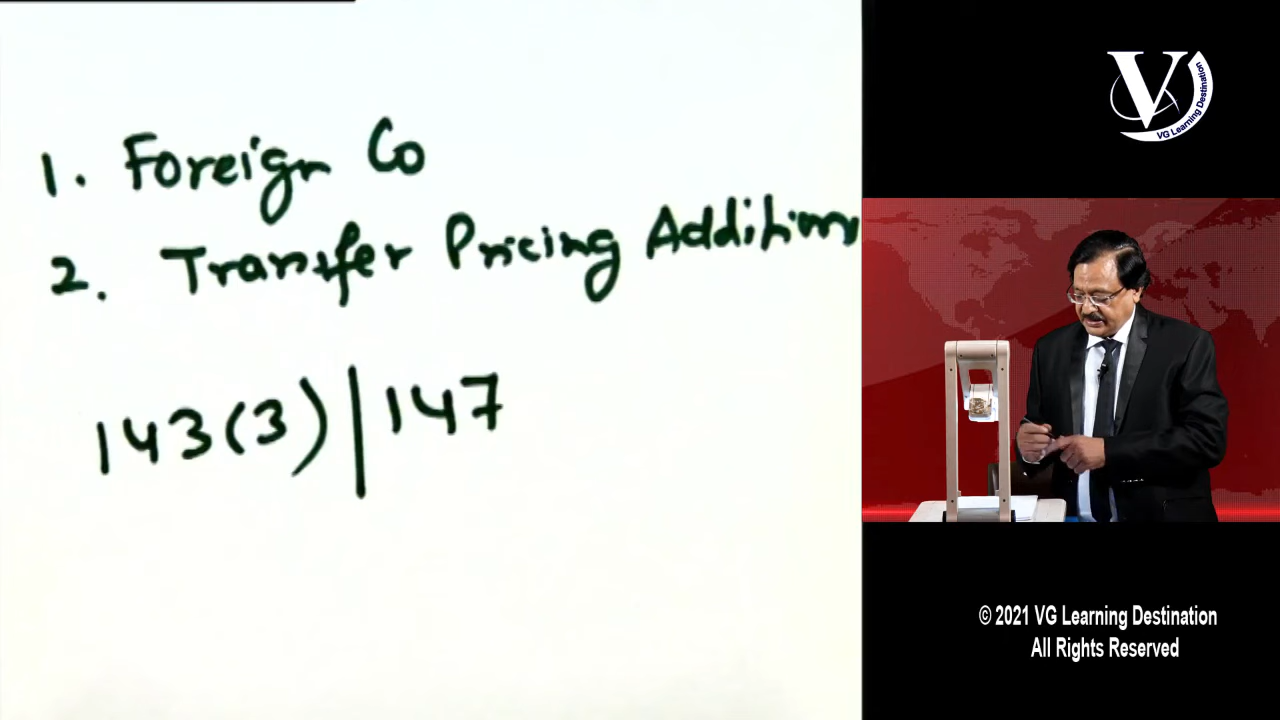 1. Foreign Co
2. Transfer Pricing Additions
143(3) | 147
V
VG Learning Destination
© 2021 VG Learning Destination
All Rights Reserved